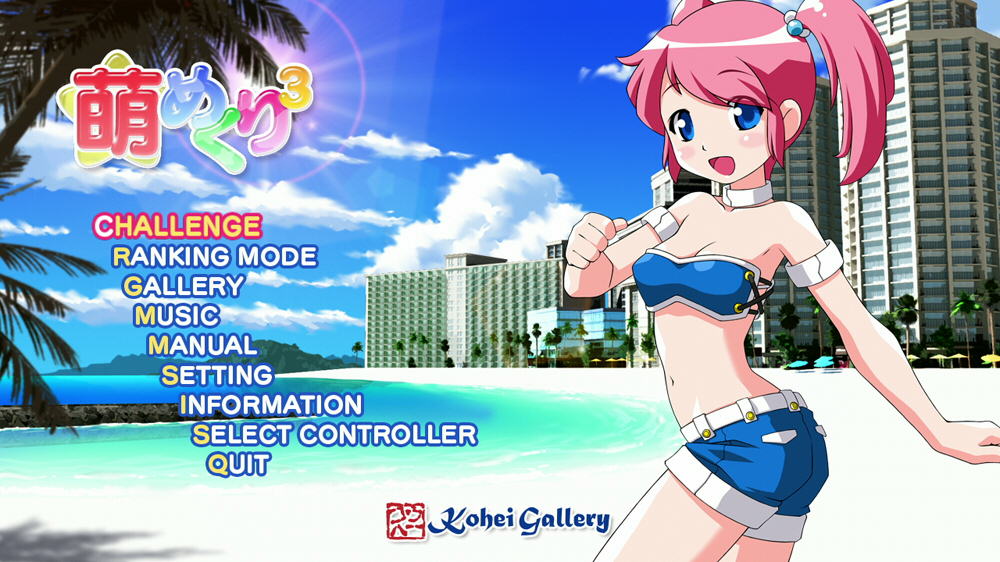 萌めくり3
CHALLENGE
RANKING MODE
GALLERY
MUSIC
MANUAL
SETTING
INFORMATION
SELECT CONTROLLER
QUIT
Kohei Gallery